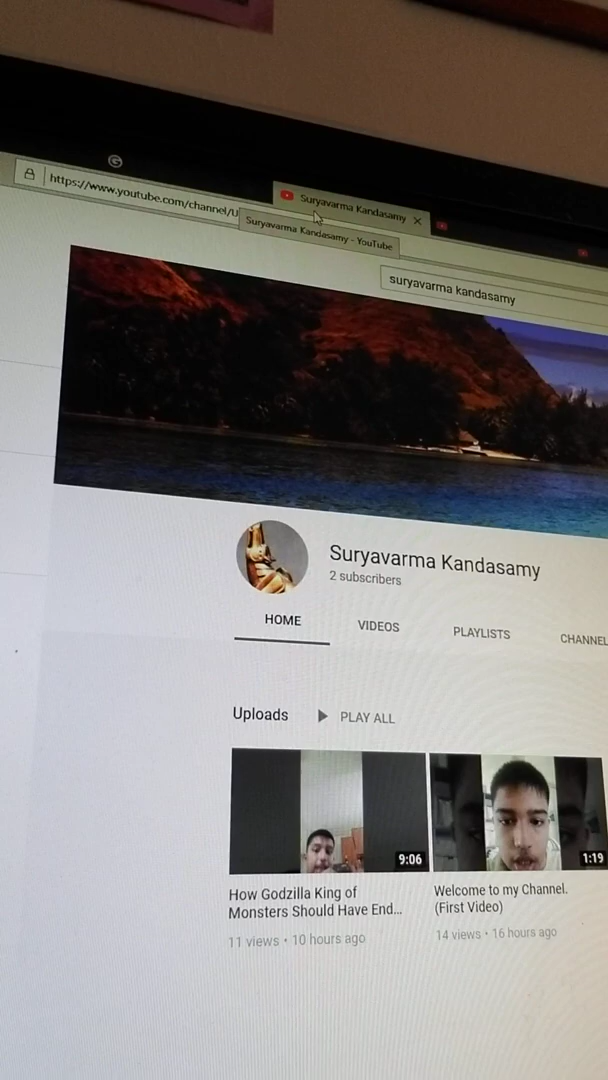 https://www.youtube.com/channel/U
Suryavarma Kandasamy
Suryavarma Kandasamy - YouTube
suryavarma kandasamy
Suryavarma Kandasamy
2 subscribers
HOME VIDEOS PLAYLISTS CHANNEL
Uploads PLAY ALL
9:06
1:19
How Godzilla King of
Monsters Should Have End...
11 views • 10 hours ago
Welcome to my Channel.
(First Video)
14 views • 16 hours ago